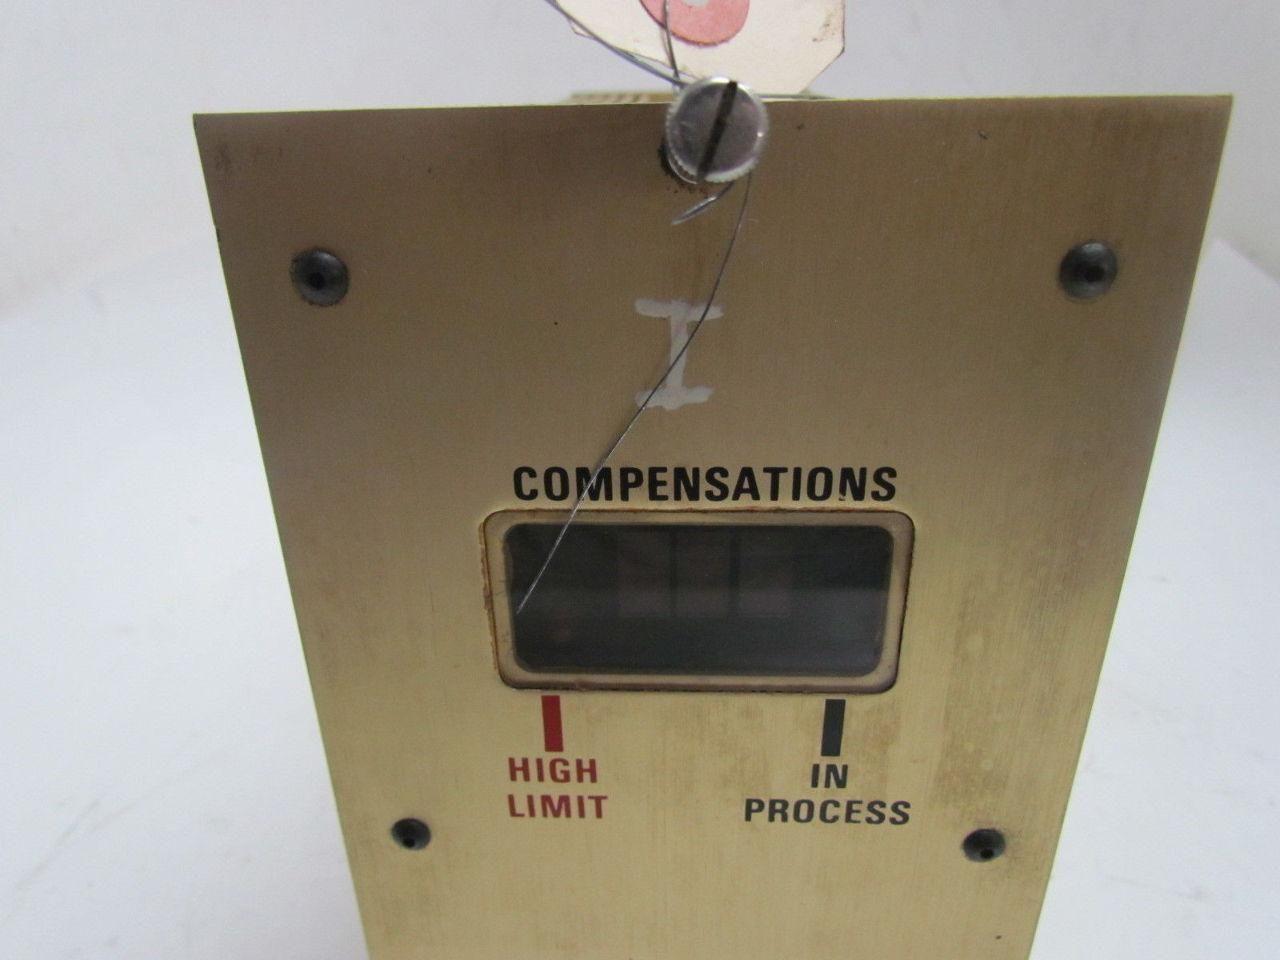 I
COMPENSATIONS
HIGH
LIMIT
IN
PROCESS